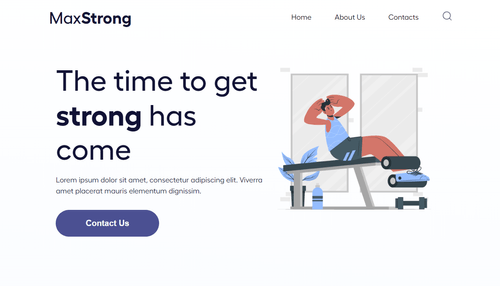 MaxStrong
Home About Us Contacts
The time to get
strong has
come
Lorem ipsum dolor sit amet, consectetur adipiscing elit. Viverra
amet placerat mauris elementum dignissim.
Contact Us